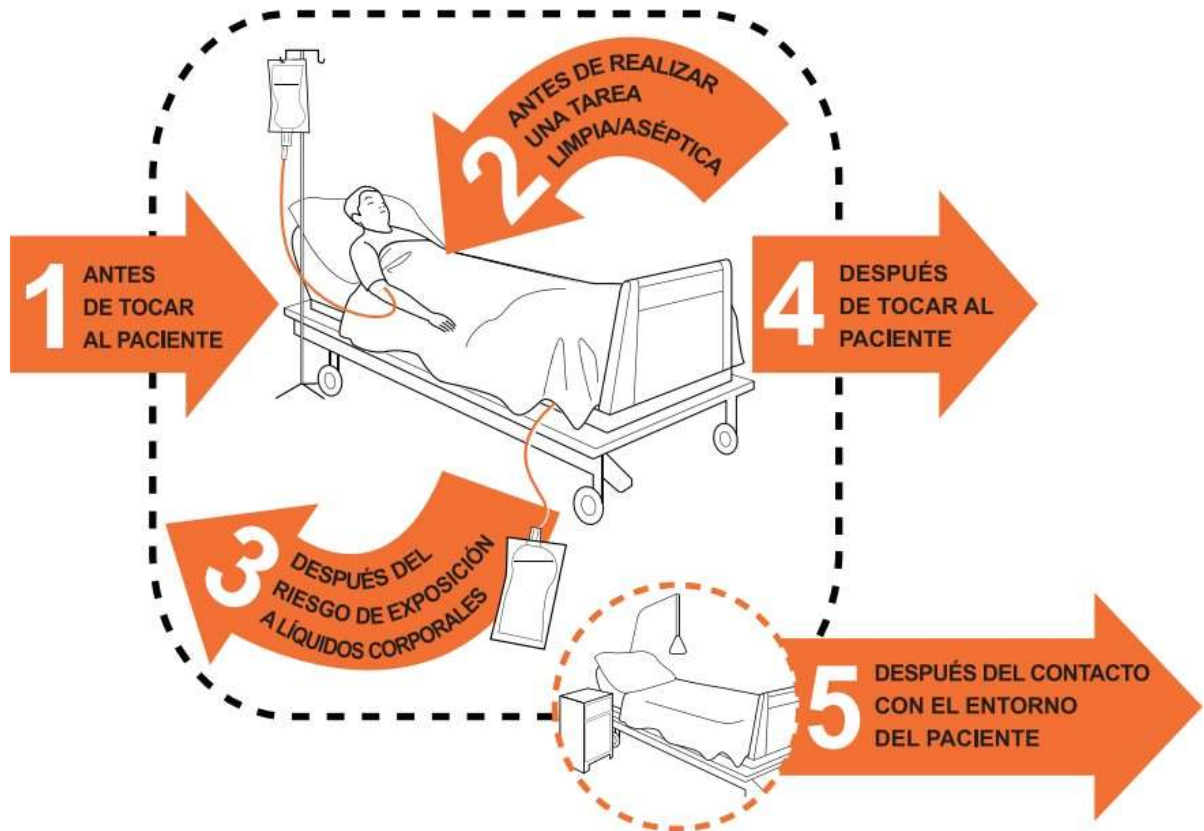 1
ANTES
DE TOCAR
AL PACIENTE
2
ANTES DE REALIZAR
UNA TAREA
LIMPIA/ASÉPTICA
3
DESPUÉS DEL
RIESGO DE EXPOSICIÓN
A LÍQUIDOS CORPORALES
4
DESPUÉS
DE TOCAR AL
PACIENTE
5
DESPUÉS DEL CONTACTO
CON EL ENTORNO
DEL PACIENTE